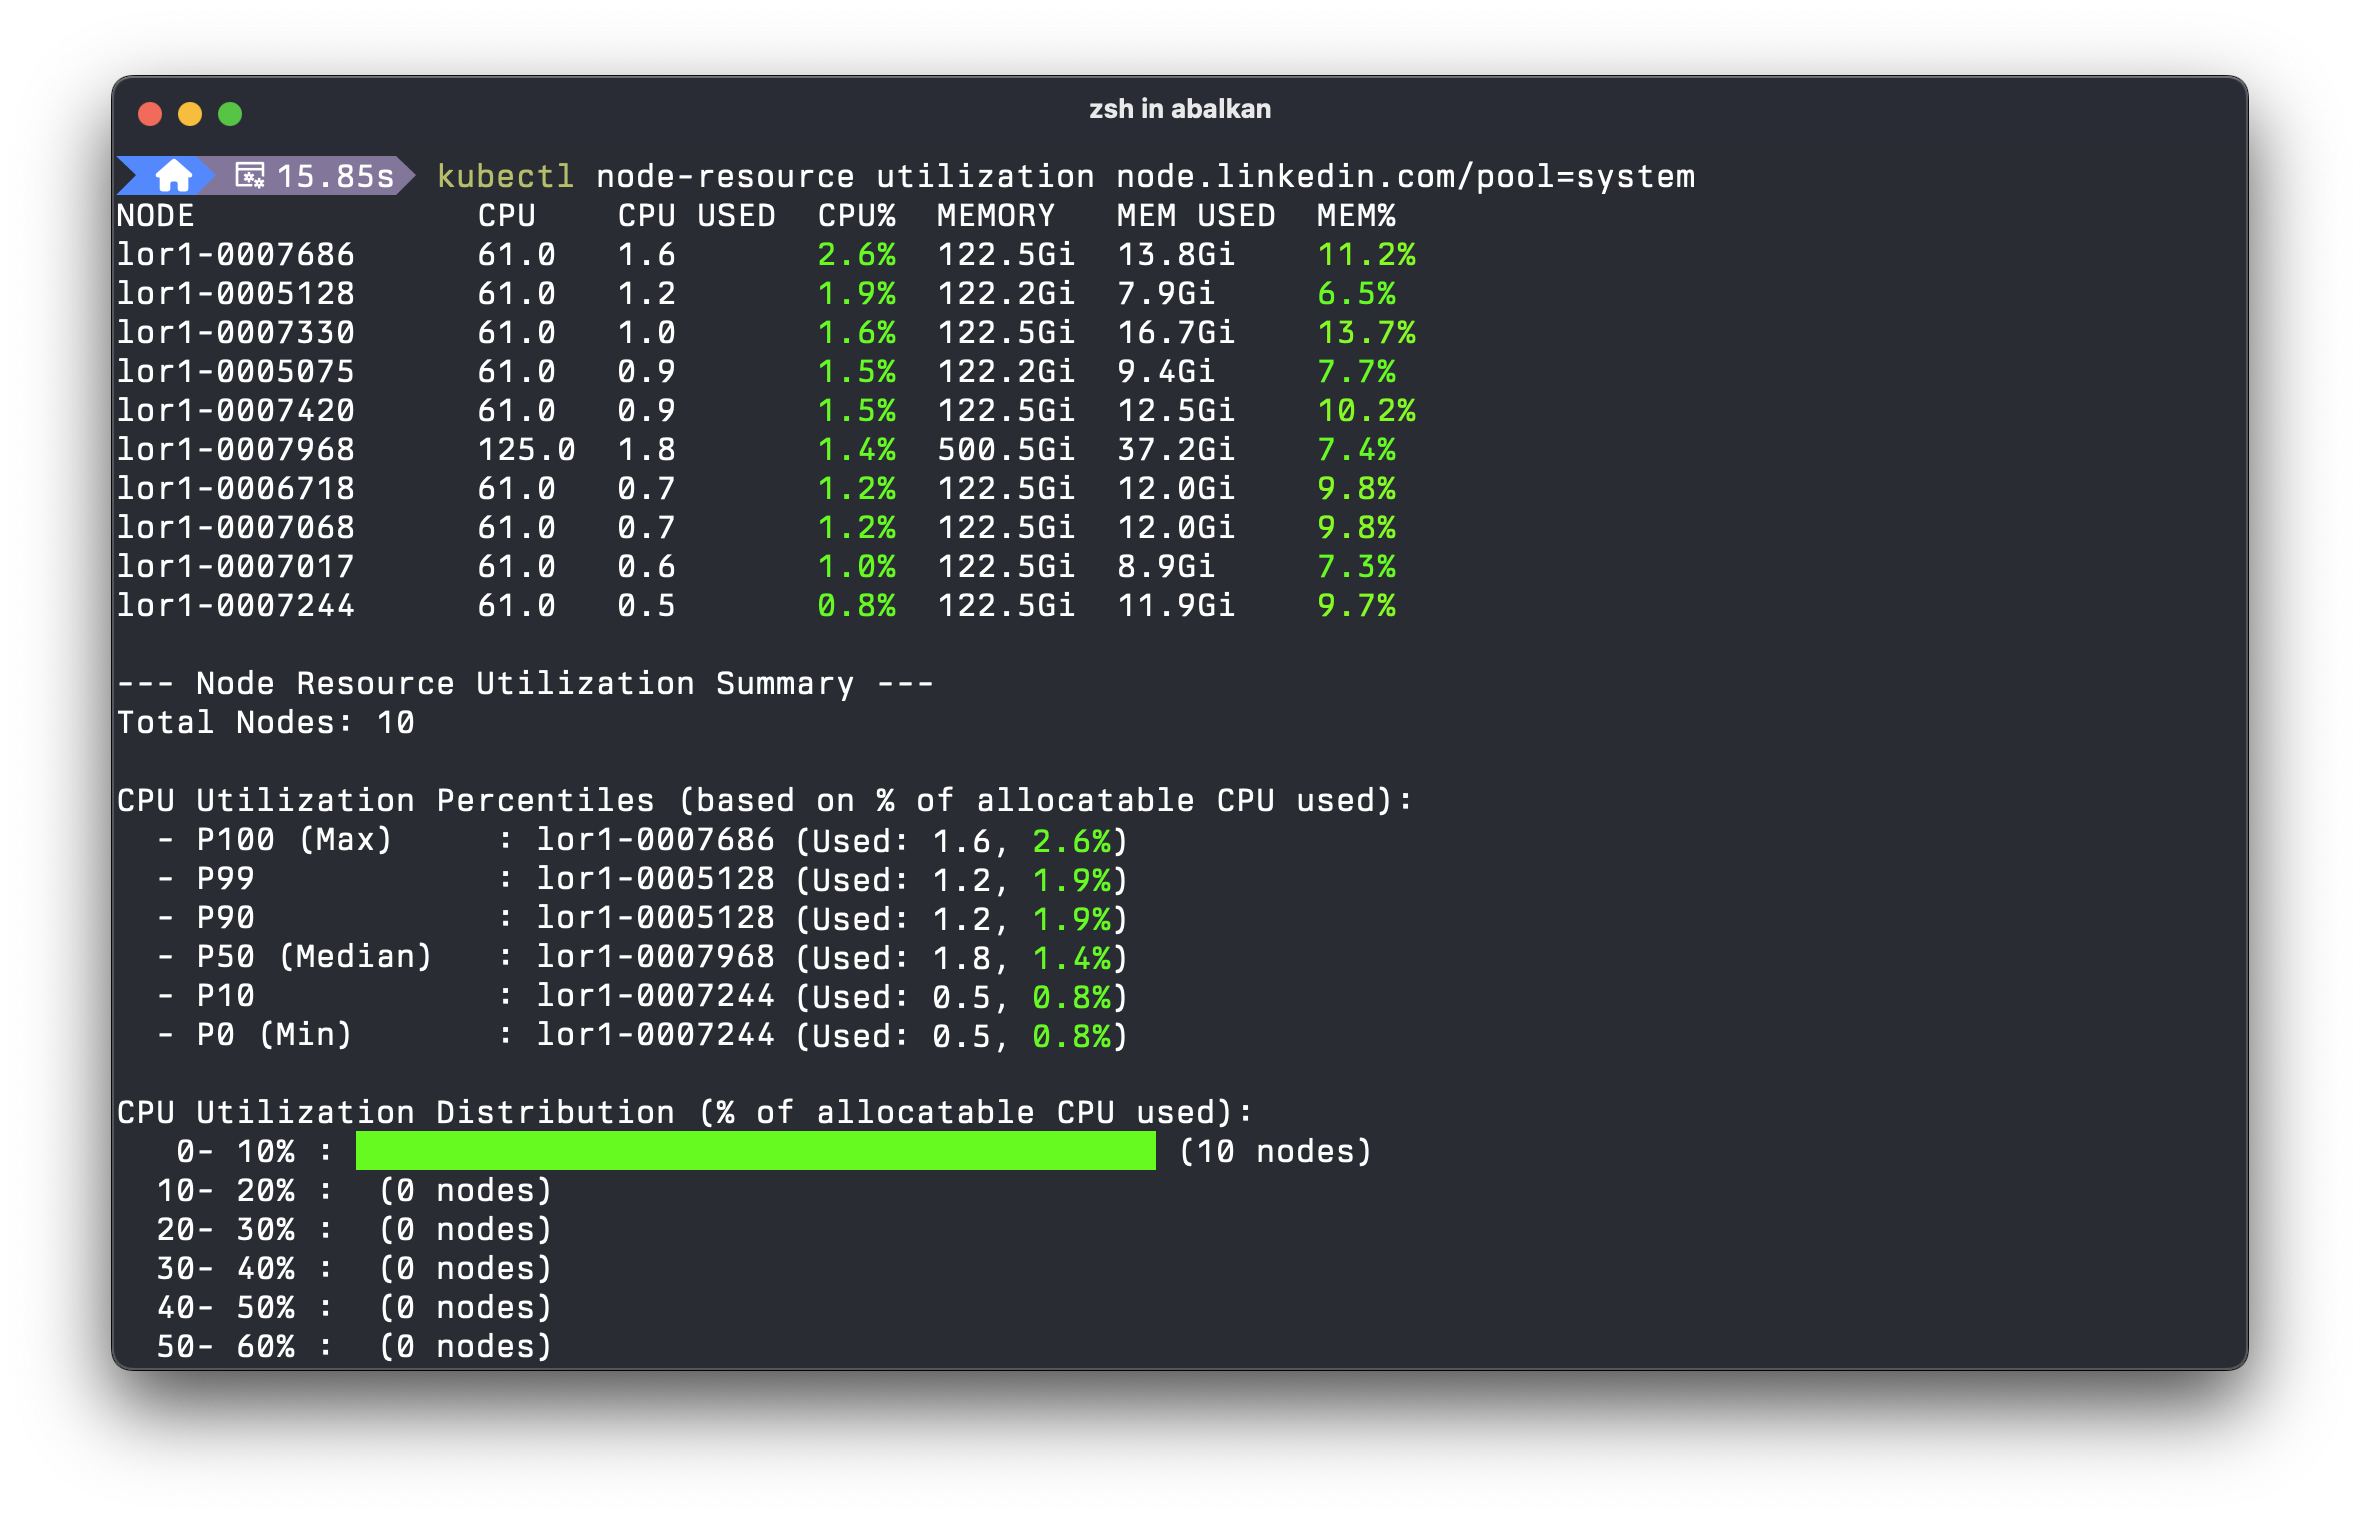 zsh in abalkan
15.85s kubectl node-resource utilization node.linkedin.com/pool=system
NODE CPU CPU USED CPU% MEMORY MEM USED MEM%
lor1-0007686 61.0 1.6 2.6% 122.5Gi 13.8Gi 11.2%
lor1-0005128 61.0 1.2 1.9% 122.2Gi 7.9Gi 6.5%
lor1-0007330 61.0 1.0 1.6% 122.5Gi 16.7Gi 13.7%
lor1-0005075 61.0 0.9 1.5% 122.2Gi 9.4Gi 7.7%
lor1-0007420 61.0 0.9 1.5% 122.5Gi 12.5Gi 10.2%
lor1-0007968 125.0 1.8 1.4% 500.5Gi 37.2Gi 7.4%
lor1-0006718 61.0 0.7 1.2% 122.5Gi 12.0Gi 9.8%
lor1-0007068 61.0 0.7 1.2% 122.5Gi 12.0Gi 9.8%
lor1-0007017 61.0 0.6 1.0% 122.5Gi 8.9Gi 7.3%
lor1-0007244 61.0 0.5 0.8% 122.5Gi 11.9Gi 9.7%
--- Node Resource Utilization Summary ---
Total Nodes: 10
CPU Utilization Percentiles (based on % of allocatable CPU used):
- P100 (Max) : lor1-0007686 (Used: 1.6, 2.6%)
- P99 : lor1-0005128 (Used: 1.2, 1.9%)
- P90 : lor1-0005128 (Used: 1.2, 1.9%)
- P50 (Median) : lor1-0007968 (Used: 1.8, 1.4%)
- P10 : lor1-0007244 (Used: 0.5, 0.8%)
- P0 (Min) : lor1-0007244 (Used: 0.5, 0.8%)
CPU Utilization Distribution (% of allocatable CPU used):
0- 10% : (10 nodes)
10- 20% : (0 nodes)
20- 30% : (0 nodes)
30- 40% : (0 nodes)
40- 50% : (0 nodes)
50- 60% : (0 nodes)